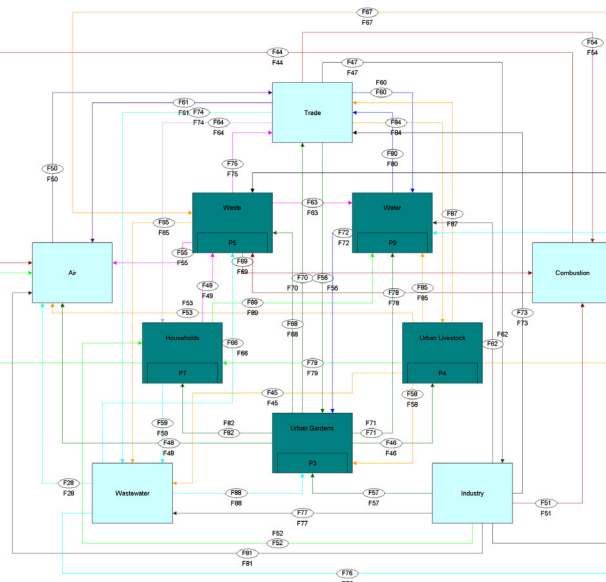 F67
F67
F44
F44
F54
F54
F47
F47
F60
F60
Trade
F61
F61
F74
F74
F64
F64
F84
F84
F80
F80
F75
F75
F50
F50
Waste
Water
F63
F63
F65
F65
F87
F87
F72
F72
P5
P9
F55
F55
F69
F69
Air
Combustion
F70
F70
F56
F56
F49
F49
F78
F78
F85
F85
F53
F53
F89
F89
F73
F73
F68
F68
Households
Urban Livestock
F62
F62
F66
F66
F79
F79
P7
P4
F45
F45
F58
F58
F59
F59
F82
F82
Urban Gardens
F71
F71
F48
F48
F46
F46
P3
Wastewater
Industry
F28
F28
F88
F88
F57
F57
F51
F51
F77
F77
F52
F52
F81
F81
F76